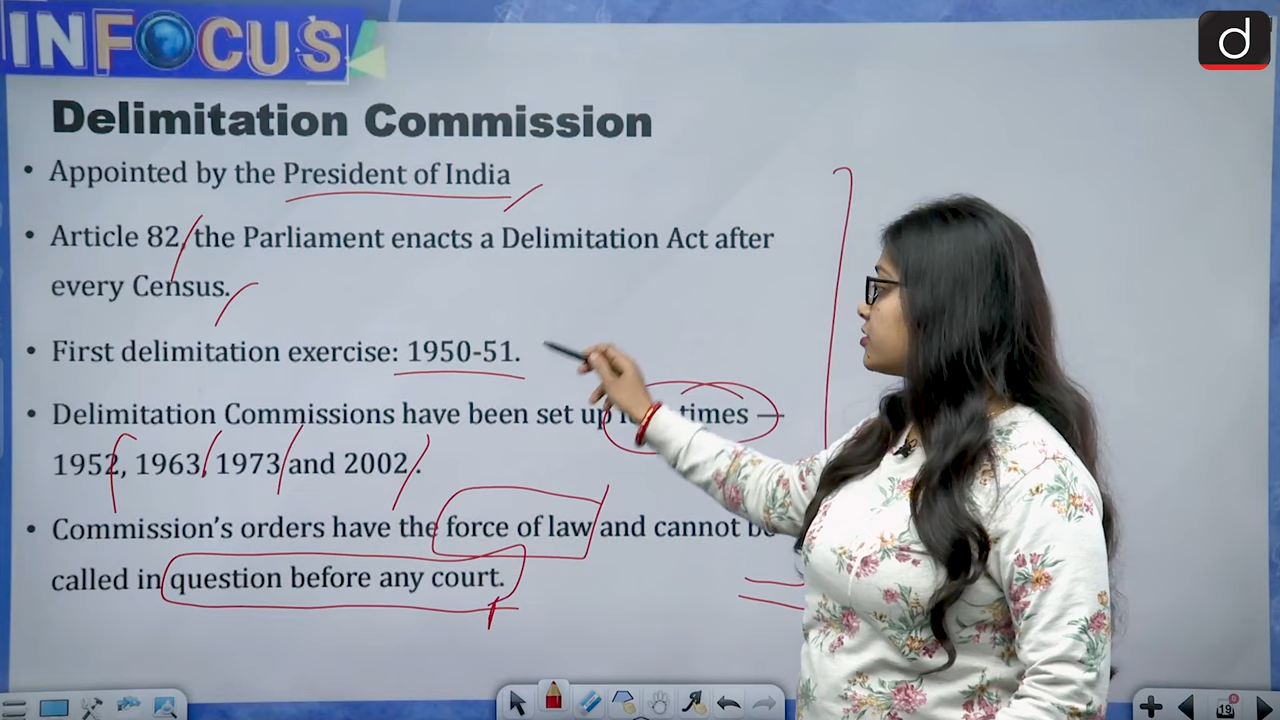 INFOCUS
d
Delimitation Commission
• Appointed by the President of India
• Article 82, the Parliament enacts a Delimitation Act after
every Census.
• First delimitation exercise: 1950-51.
• Delimitation Commissions have been set up times —
1952, 1963, 1973 and 2002.
• Commission's orders have the force of law and cannot be
called in question before any court.
19